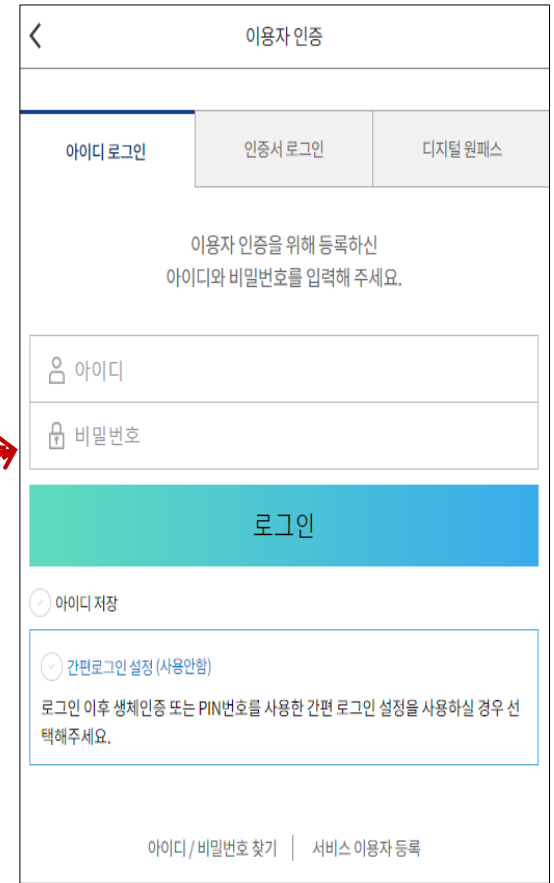 이용자 인증
아이디 로그인
인증서 로그인
디지털 원패스
이용자 인증을 위해 등록하신
아이디와 비밀번호를 입력해 주세요.
아이디
비밀번호
로그인
아이디 저장
간편로그인 설정 (사용안함)
로그인 이후 생체인증 또는 PIN번호를 사용한 간편 로그인 설정을 사용하실 경우 선
택해주세요.
아이디 / 비밀번호 찾기 | 서비스 이용자 등록